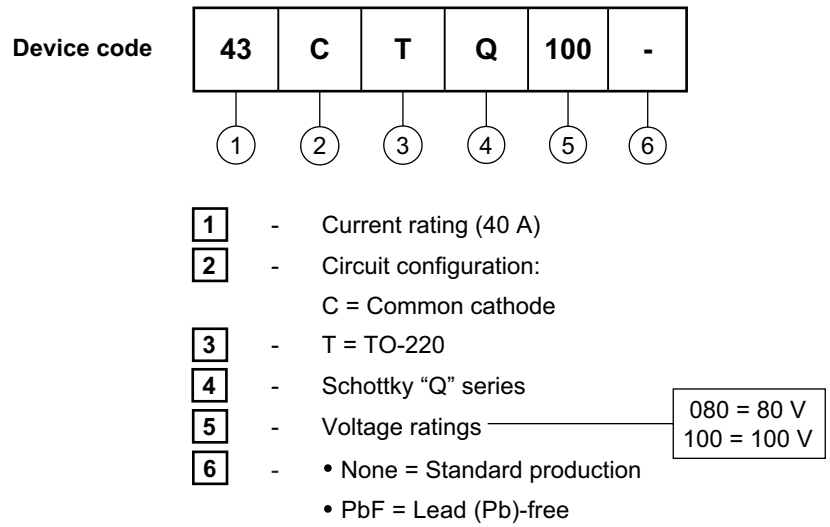 Device code 43 C T Q 100 -
1 2 3 4 5 6
1 - Current rating (40 A)
2 - Circuit configuration:
C = Common cathode
3 - T = TO-220
4 - Schottky “Q” series
5 - Voltage ratings
080 = 80 V
100 = 100 V
6 - • None = Standard production
• PbF = Lead (Pb)-free